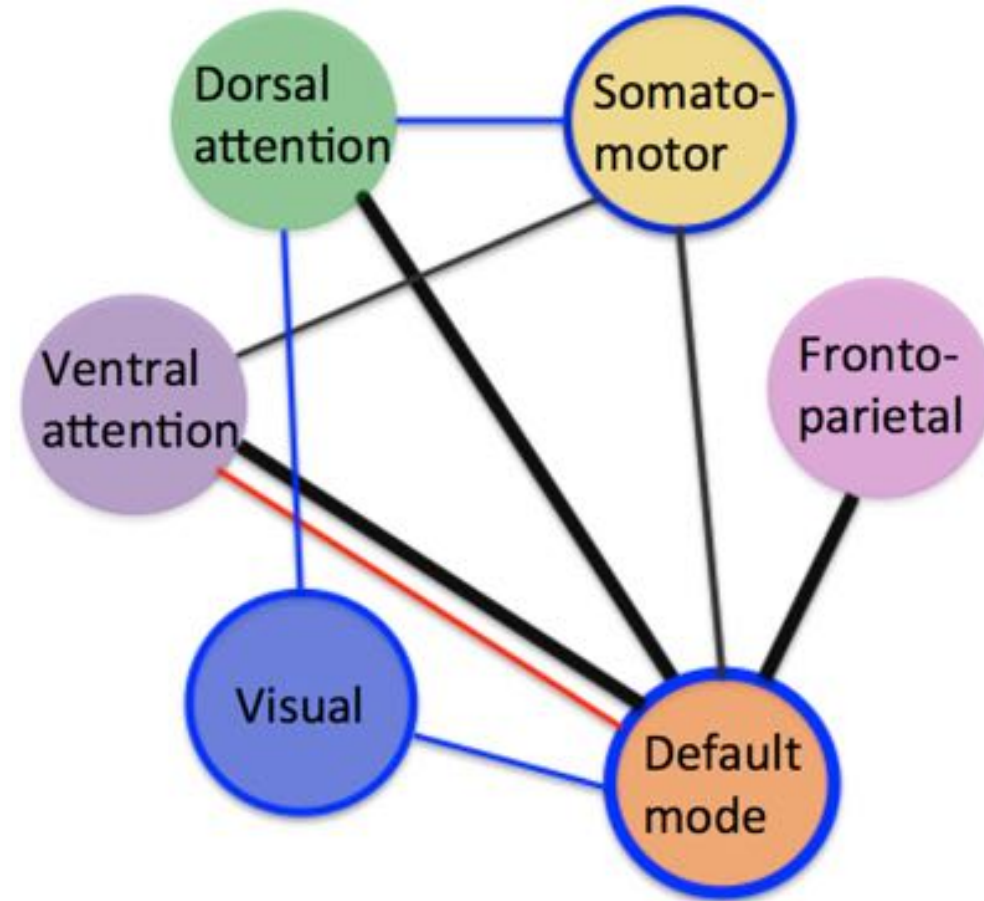 Dorsal
attention
Somato-
motor
Ventral
attention
Fronto-
parietal
Visual
Default
mode